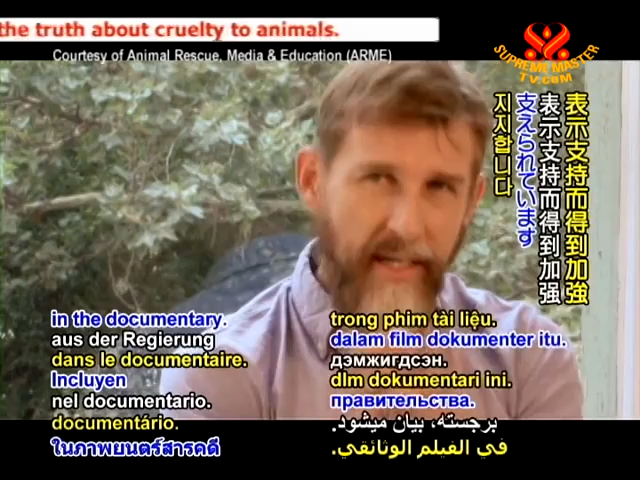 the truth about cruelty to animals.
Courtesy of Animal Rescue, Media & Education (ARME)
SUPREME MASTER
TV.COM
表示支持而得到加強
表示支持而得到加强
支えられています
지지합니다
in the documentary.
aus der Regierung
dans le documentaire.
Incluyen
nel documentario.
documentário.
ในภาพยนตร์สารคดี
trong phim tài liệu.
dalam film dokumenter itu.
дэмжигдсэн.
dlm dokumentari ini.
правительства.
برجسته، بیان میشود.
في الفيلم الوثائقي.